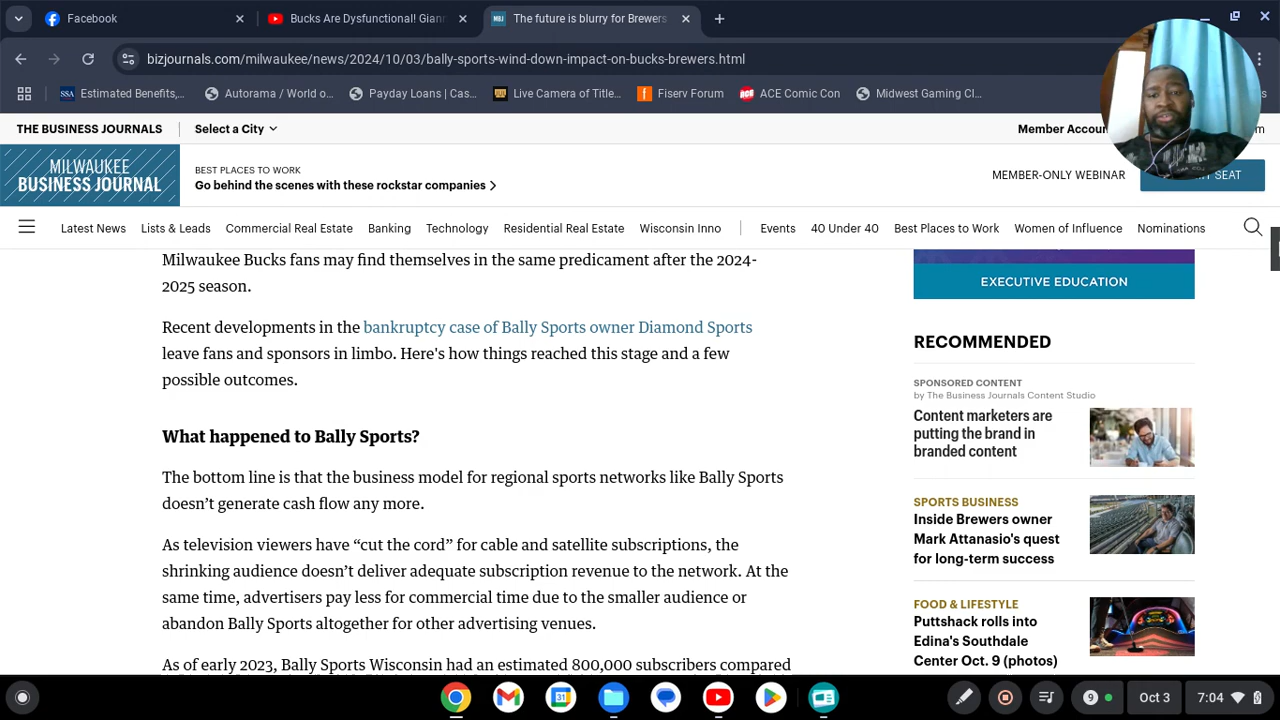 Facebook
Bucks Are Dysfunctional! Giann
The future is blurry for Brewers
bizjournals.com/milwaukee/news/2024/10/03/bally-sports-wind-down-impact-on-bucks-brewers.html
SSA
Estimated Benefits,...
Autorama / World o...
Payday Loans | Cas...
Live Camera of Title...
Fiserv Forum
ACE Comic Con
Midwest Gaming Cl...
THE BUSINESS JOURNALS
Select a City
Member Accoun
MILWAUKEE
BUSINESS JOURNAL
BEST PLACES TO WORK
Go behind the scenes with these rockstar companies
MEMBER-ONLY WEBINAR
SEAT
Latest News
Lists & Leads
Commercial Real Estate
Banking
Technology
Residential Real Estate
Wisconsin Inno
Events
40 Under 40
Best Places to Work
Women of Influence
Nominations
Milwaukee Bucks fans may find themselves in the same predicament after the 2024-
2025 season.
Recent developments in the bankruptcy case of Bally Sports owner Diamond Sports
leave fans and sponsors in limbo. Here's how things reached this stage and a few
possible outcomes.
What happened to Bally Sports?
The bottom line is that the business model for regional sports networks like Bally Sports
doesn't generate cash flow any more.
As television viewers have “cut the cord” for cable and satellite subscriptions, the
shrinking audience doesn't deliver adequate subscription revenue to the network. At the
same time, advertisers pay less for commercial time due to the smaller audience or
abandon Bally Sports altogether for other advertising venues.
As of early 2023, Bally Sports Wisconsin had an estimated 800,000 subscribers compared
EXECUTIVE EDUCATION
RECOMMENDED
SPONSORED CONTENT
by The Business Journals Content Studio
Content marketers are
putting the brand in
branded content
SPORTS BUSINESS
Inside Brewers owner
Mark Attanasio's quest
for long-term success
FOOD & LIFESTYLE
Puttshack rolls into
Edina's Southdale
Center Oct. 9 (photos)
31
9
Oct 3
7:04